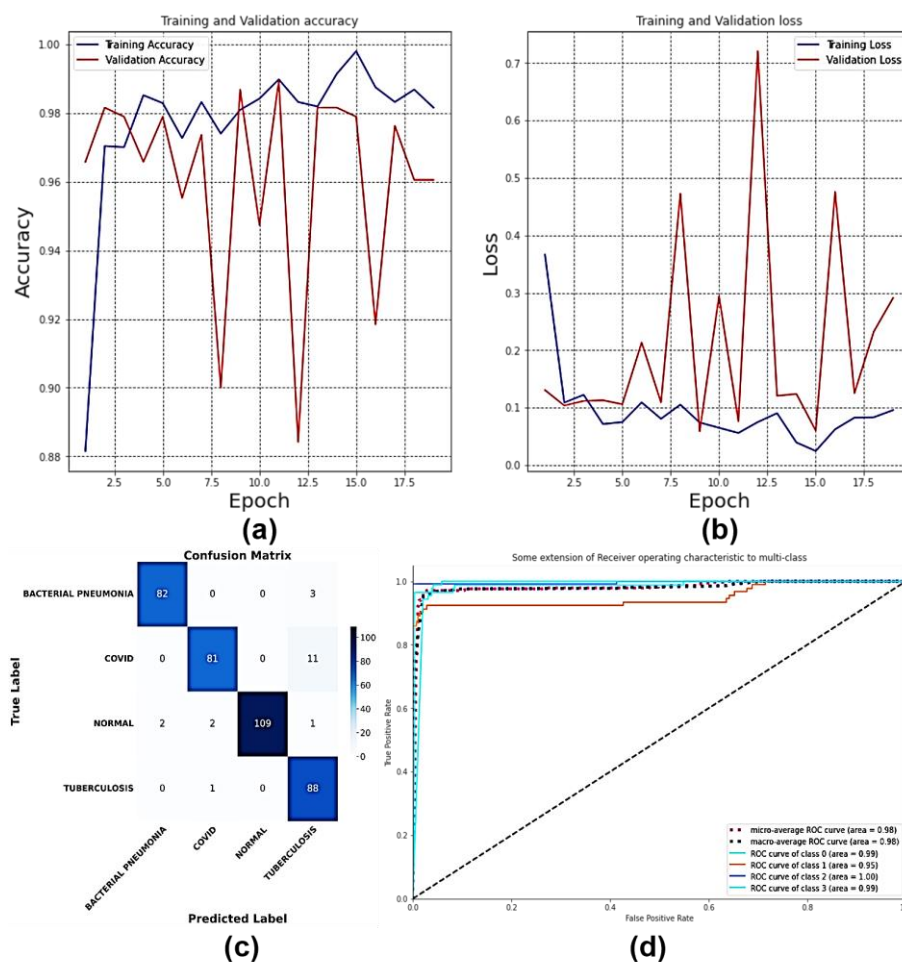 Training and Validation accuracy
Training Accuracy
Validation Accuracy
1.00
0.98
0.96
0.94
0.92
0.90
0.88
Accuracy
2.5 5.0 7.5 10.0 12.5 15.0 17.5
Epoch
(a)
Training and Validation loss
Training Loss
Validation Loss
0.7
0.6
0.5
0.4
0.3
0.2
0.1
0.0
Loss
2.5 5.0 7.5 10.0 12.5 15.0 17.5
Epoch
(b)
Confusion Matrix
True Label
BACTERIAL PNEUMONIA 82 0 0 3
COVID 0 81 0 11
NORMAL 2 2 109 1
TUBERCULOSIS 0 1 0 88
100
80
60
40
20
0
BACTERIAL PNEUMONIA COVID NORMAL TUBERCULOSIS
Predicted Label
(c)
Some extension of Receiver operating characteristic to multi-class
1.0
0.8
0.6
0.4
0.2
0.0
True Positive Rate
micro-average ROC curve (area = 0.98)
macro-average ROC curve (area = 0.98)
ROC curve of class 0 (area = 0.99)
ROC curve of class 1 (area = 0.95)
ROC curve of class 2 (area = 1.00)
ROC curve of class 3 (area = 0.99)
0.0 0.2 0.4 0.6 0.8
False Positive Rate
(d)